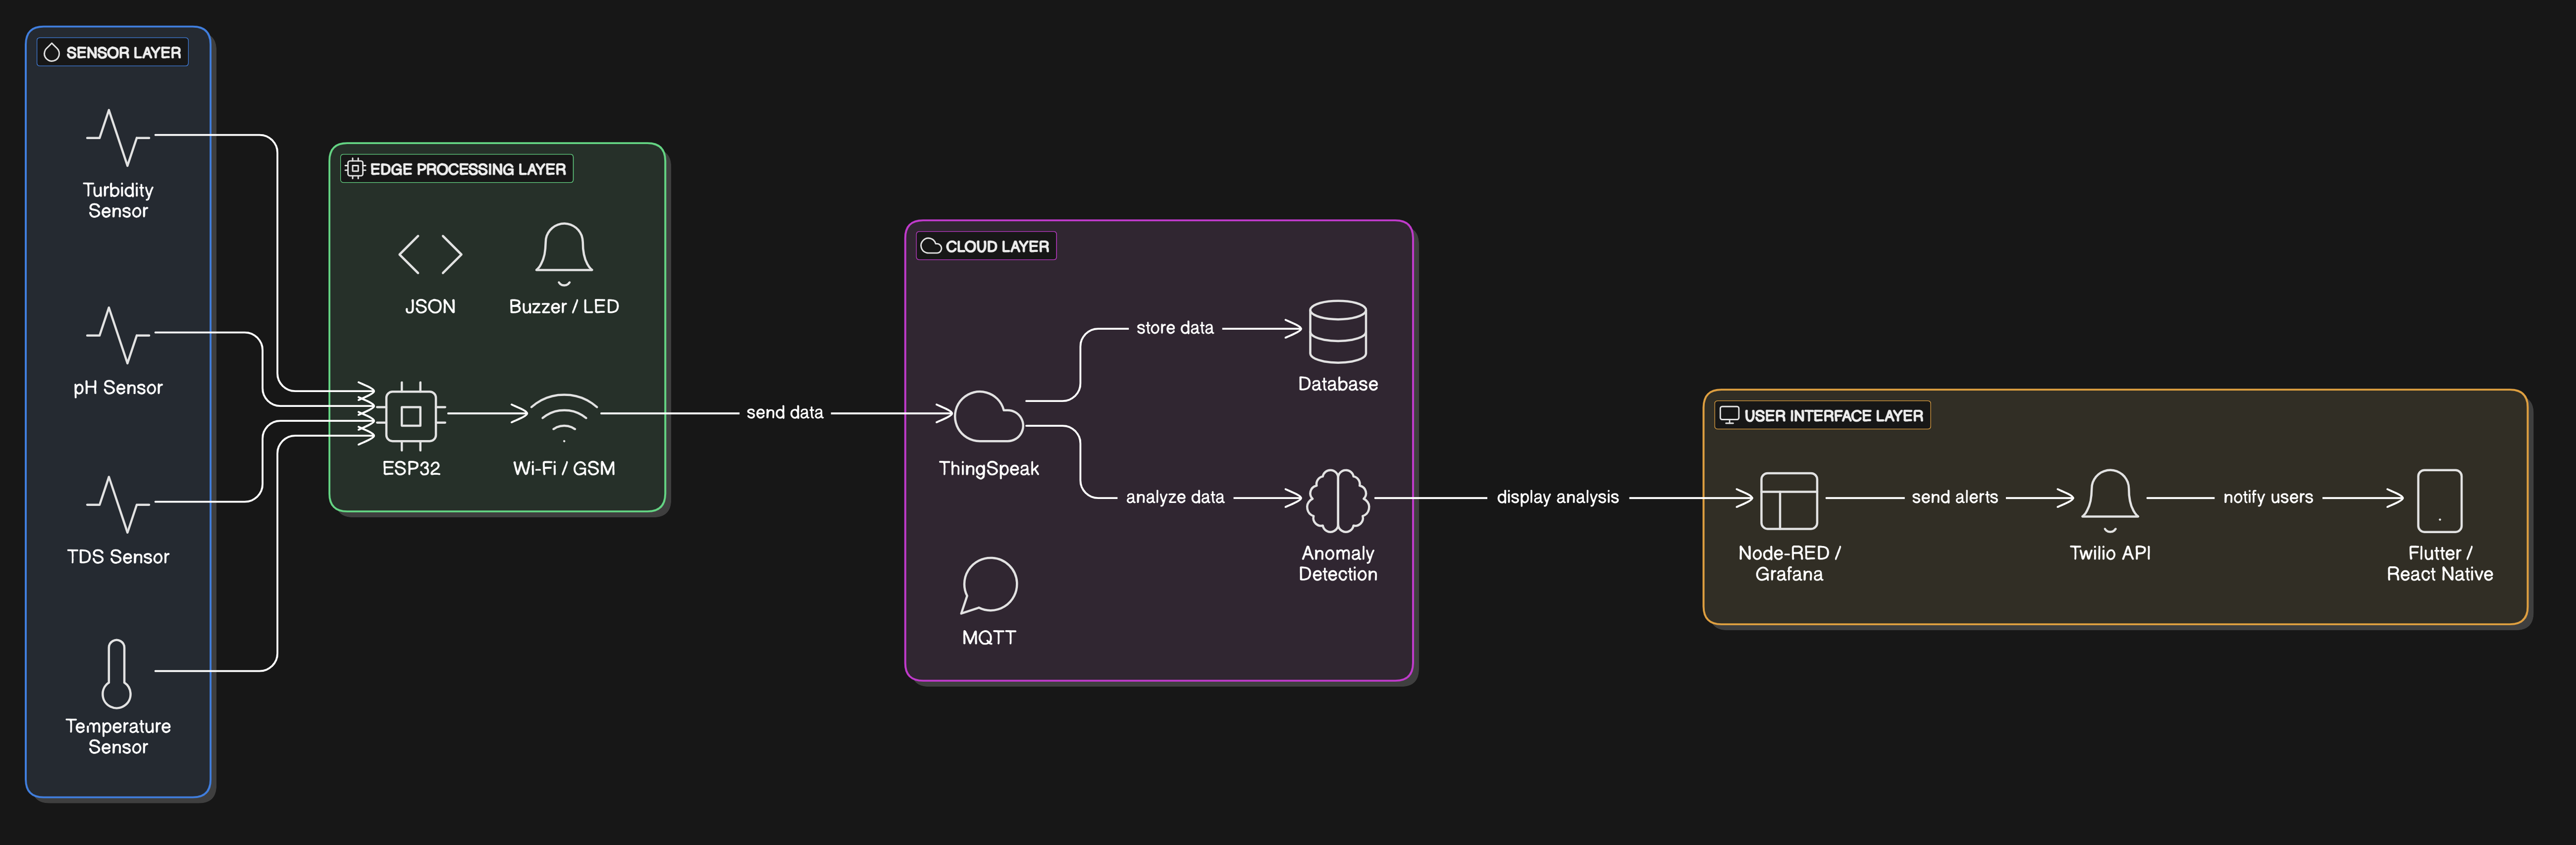 SENSOR LAYER
Turbidity
Sensor
pH Sensor
TDS Sensor
Temperature
Sensor
EDGE PROCESSING LAYER
JSON
Buzzer / LED
ESP32
Wi-Fi / GSM
send data
CLOUD LAYER
ThingSpeak
store data
Database
analyze data
Anomaly
Detection
MQTT
display analysis
USER INTERFACE LAYER
Node-RED /
Grafana
send alerts
Twilio API
notify users
Flutter /
React Native